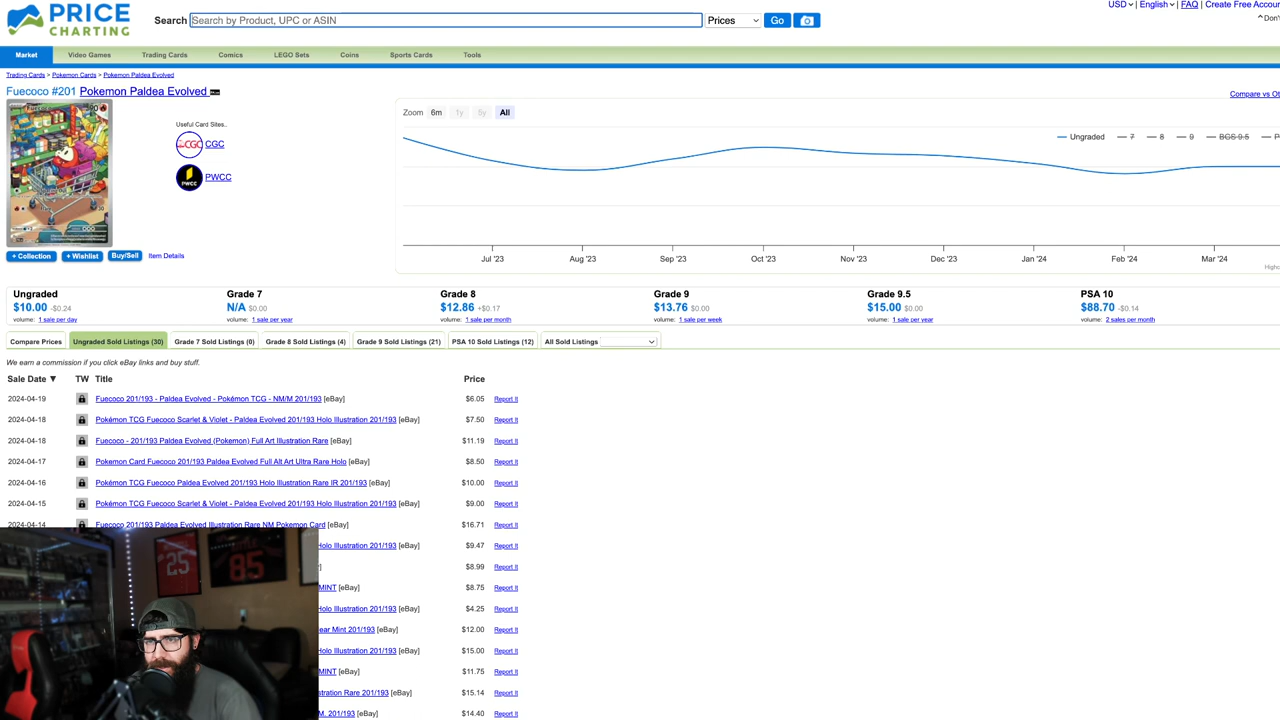 PRICE
CHARTING
Search
Search by Product, UPC or ASIN
Prices
Go
USD
English
FAQ
Create Free Accoun
Don'
Market
Video Games
Trading Cards
Comics
LEGO Sets
Coins
Sports Cards
Tools
Trading Cards > Pokemon Cards > Pokemon Paldea Evolved
Fuecoco #201 Pokemon Paldea Evolved
Compare vs Ot
Useful Card Sites..
CGC CGC
PWCC PWCC
+ Collection
+ Wishlist
Buy/Sell
Item Details
Zoom 6m 1y 5y All
Ungraded 7 8 9 BGS 9.5 P
Jul '23 Aug '23 Sep '23 Oct '23 Nov '23 Dec '23 Jan '24 Feb '24 Mar '24
Highc
Ungraded Grade 7 Grade 8 Grade 9 Grade 9.5 PSA 10
$10.00 -$0.24 N/A $0.00 $12.86 +$0.17 $13.76 $0.00 $15.00 $0.00 $88.70 -$0.14
volume: 1 sale per day volume: 1 sale per year volume: 1 sale per month volume: 1 sale per week volume: 1 sale per year volume: 2 sales per month
Compare Prices Ungraded Sold Listings (30) Grade 7 Sold Listings (0) Grade 8 Sold Listings (4) Grade 9 Sold Listings (21) PSA 10 Sold Listings (12) All Sold Listings
We earn a commission if you click eBay links and buy stuff.
Sale Date ▼ TW Title Price
2024-04-19 Fuecoco 201/193 - Paldea Evolved - Pokémon TCG - NM/M 201/193 [eBay] $6.05 Report It
2024-04-18 Pokémon TCG Fuecoco Scarlet & Violet - Paldea Evolved 201/193 Holo Illustration 201/193 [eBay] $7.50 Report It
2024-04-18 Fuecoco - 201/193 Paldea Evolved (Pokemon) Full Art Illustration Rare [eBay] $11.19 Report It
2024-04-17 Pokemon Card Fuecoco 201/193 Paldea Evolved Full Alt Art Ultra Rare Holo [eBay] $8.50 Report It
2024-04-16 Pokémon TCG Fuecoco Paldea Evolved 201/193 Holo Illustration Rare IR 201/193 [eBay] $10.00 Report It
2024-04-15 Pokémon TCG Fuecoco Scarlet & Violet - Paldea Evolved 201/193 Holo Illustration 201/193 [eBay] $9.00 Report It
2024-04-14 Fuecoco 201/193 Paldea Evolved Illustration Rare NM Pokemon Card [eBay] $16.71 Report It
Holo Illustration 201/193 [eBay] $9.47 Report It
] $8.99 Report It
MINT [eBay] $8.75 Report It
Holo Illustration 201/193 [eBay] $4.25 Report It
ear Mint 201/193 [eBay] $12.00 Report It
Holo Illustration 201/193 [eBay] $15.00 Report It
MINT [eBay] $11.75 Report It
stration Rare 201/193 [eBay] $15.14 Report It
M. 201/193 [eBay] $14.40 Report It
25
85